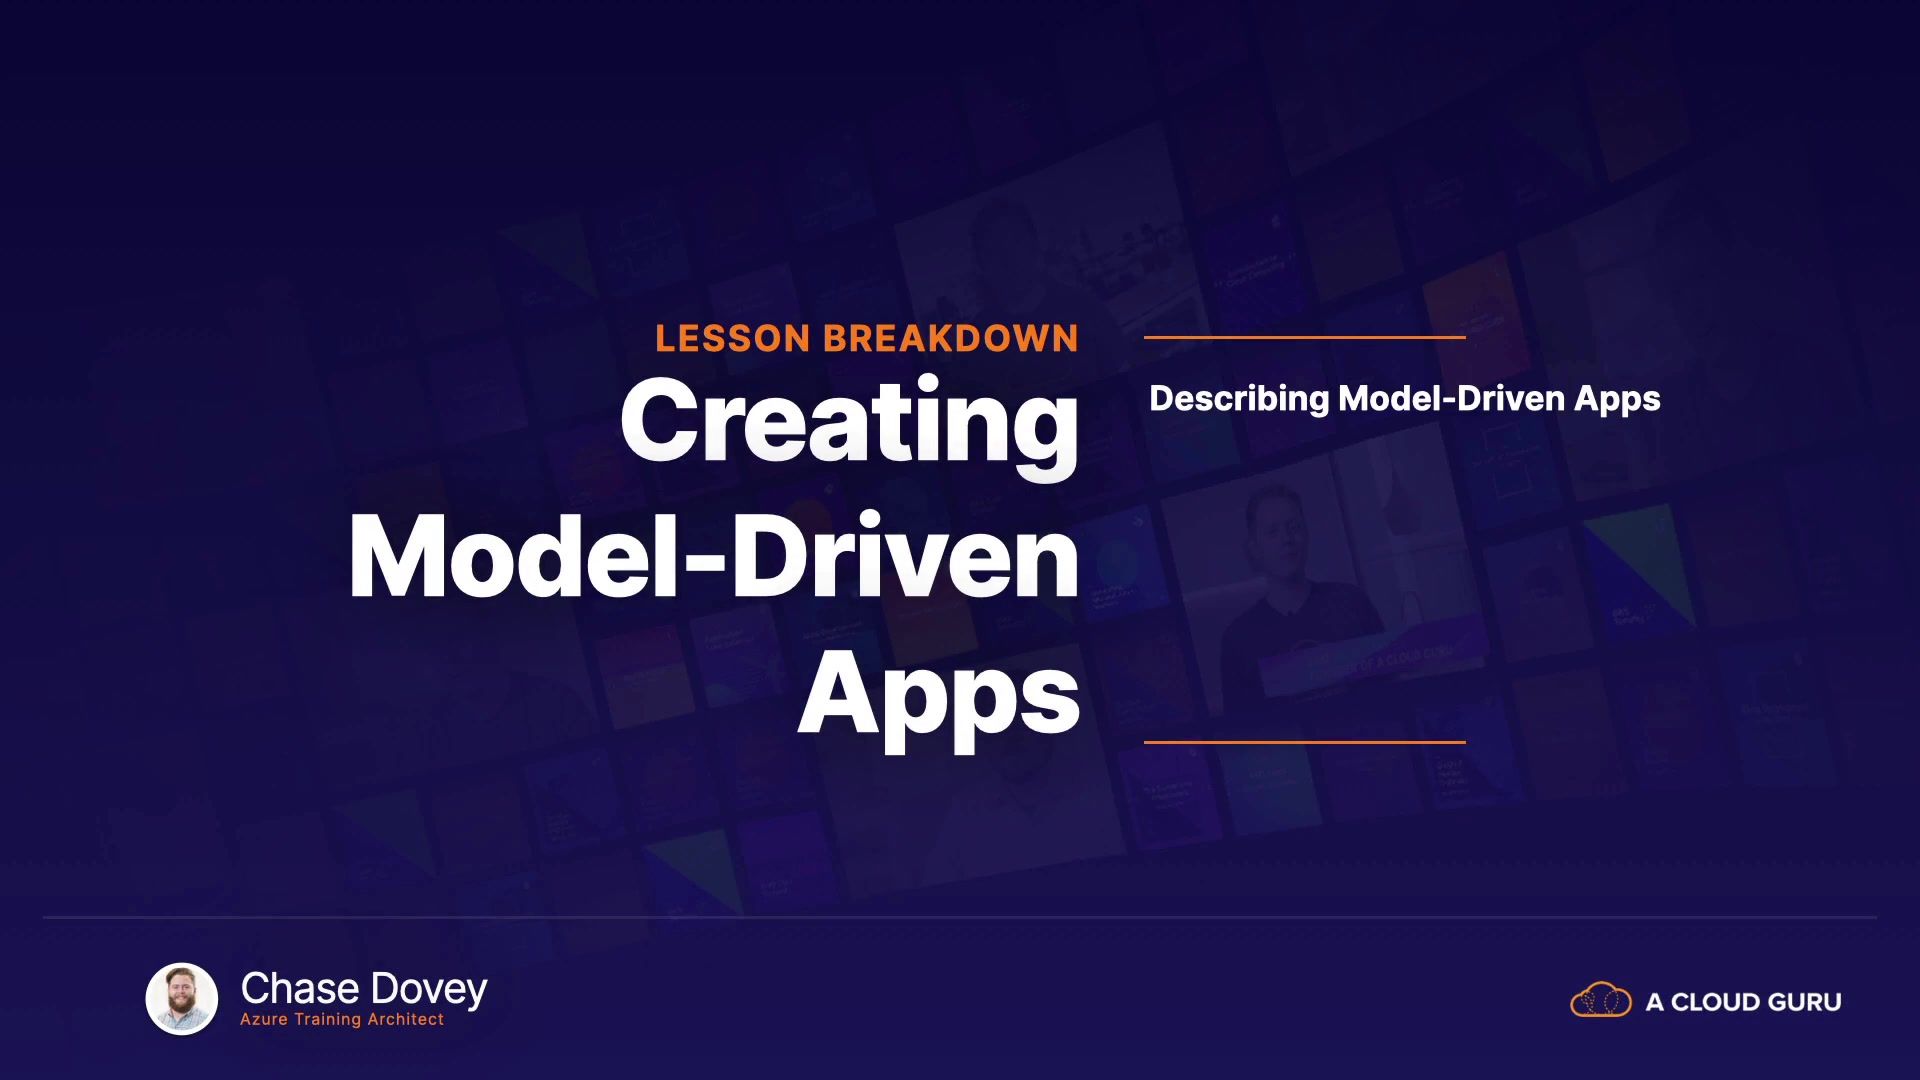 LESSON BREAKDOWN
Creating
Model-Driven
Apps
Describing Model-Driven Apps
Chase Dovey
Azure Training Architect
A CLOUD GURU